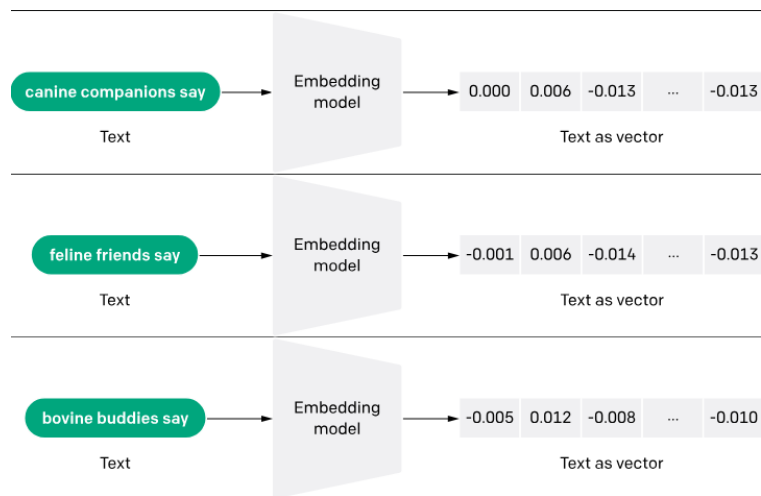 canine companions say
Embedding
model
0.000 0.006 -0.013 ... -0.013
Text
Text as vector
feline friends say
Embedding
model
-0.001 0.006 -0.014 ... -0.013
Text
Text as vector
bovine buddies say
Embedding
model
-0.005 0.012 -0.008 ... -0.010
Text
Text as vector